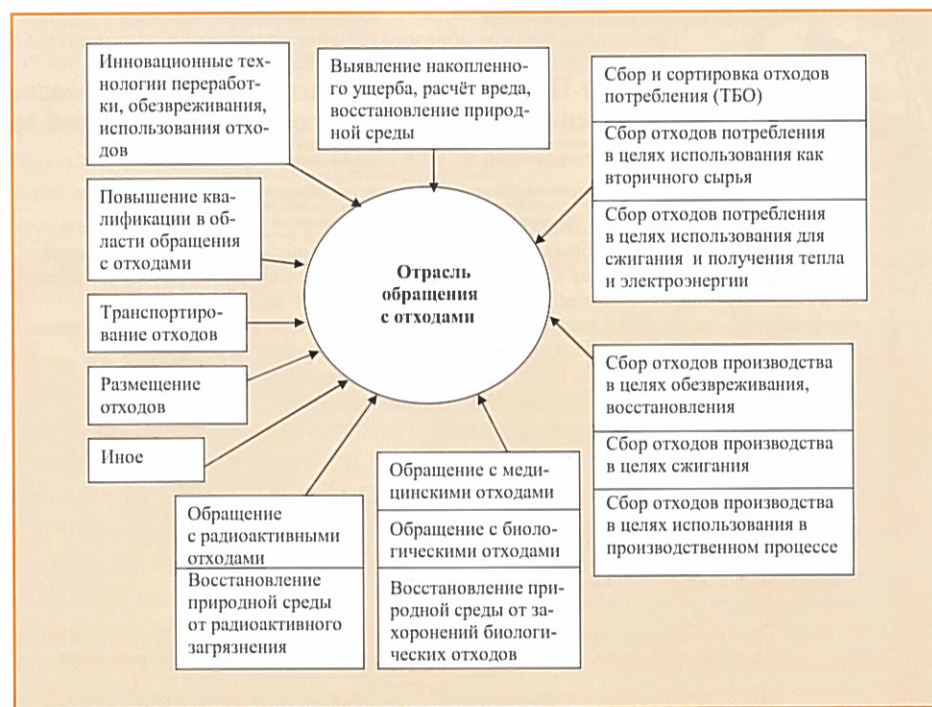 Инновационные тех-
нологии переработ-
ки, обезвреживания,
использования отхо-
дов
Выявление накопленно-
го ущерба, расчёт вреда,
восстановление природ-
ной среды
Сбор и сортировка отходов
потребления (ТБО)
Сбор отходов потребления
в целях использования как
вторичного сырья
Сбор отходов потребления
в целях использования для
сжигания и получения тепла
и электроэнергии
Повышение ква-
лификации в об-
ласти обращения
с отходами
Отрасль
обращения
с отходами
Транспортиро-
вание отходов
Размещение
отходов
Иное
Сбор отходов производства
в целях обезвреживания,
восстановления
Сбор отходов производства
в целях сжигания
Сбор отходов производства
в целях использования в
производственном процессе
Обращение
с радиоактивными
отходами
Восстановление
природной среды
от радиоактивного
загрязнения
Обращение с меди-
цинскими отходами
Обращение с биоло-
гическими отходами
Восстановление при-
родной среды от за-
хоронений биологи-
ческих отходов